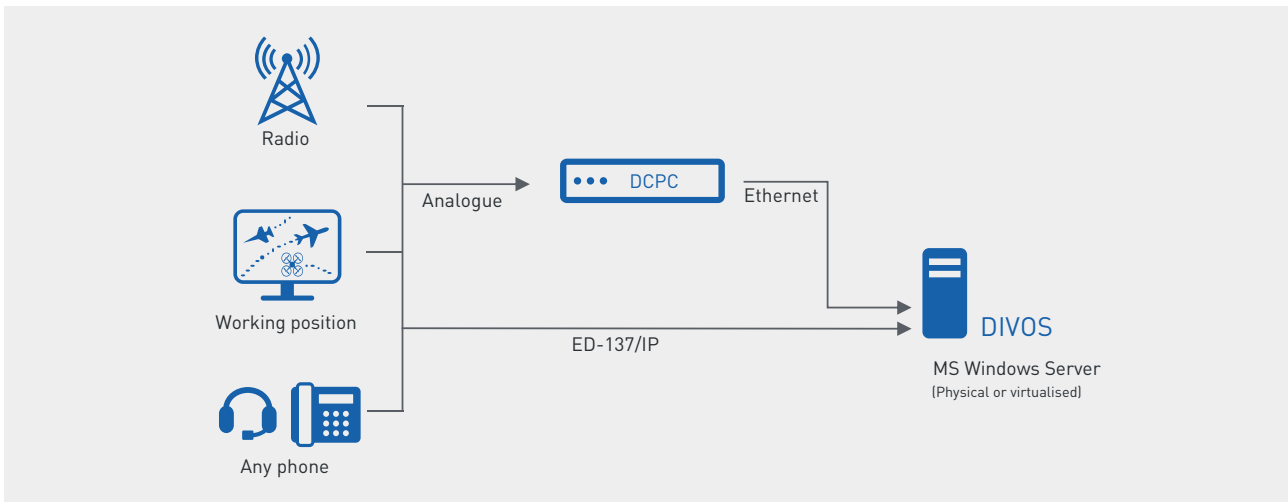 Radio
DCPC
Analogue
Ethernet
Working position
DIVOS
ED-137/IP
MS Windows Server
(Physical or virtualised)
Any phone